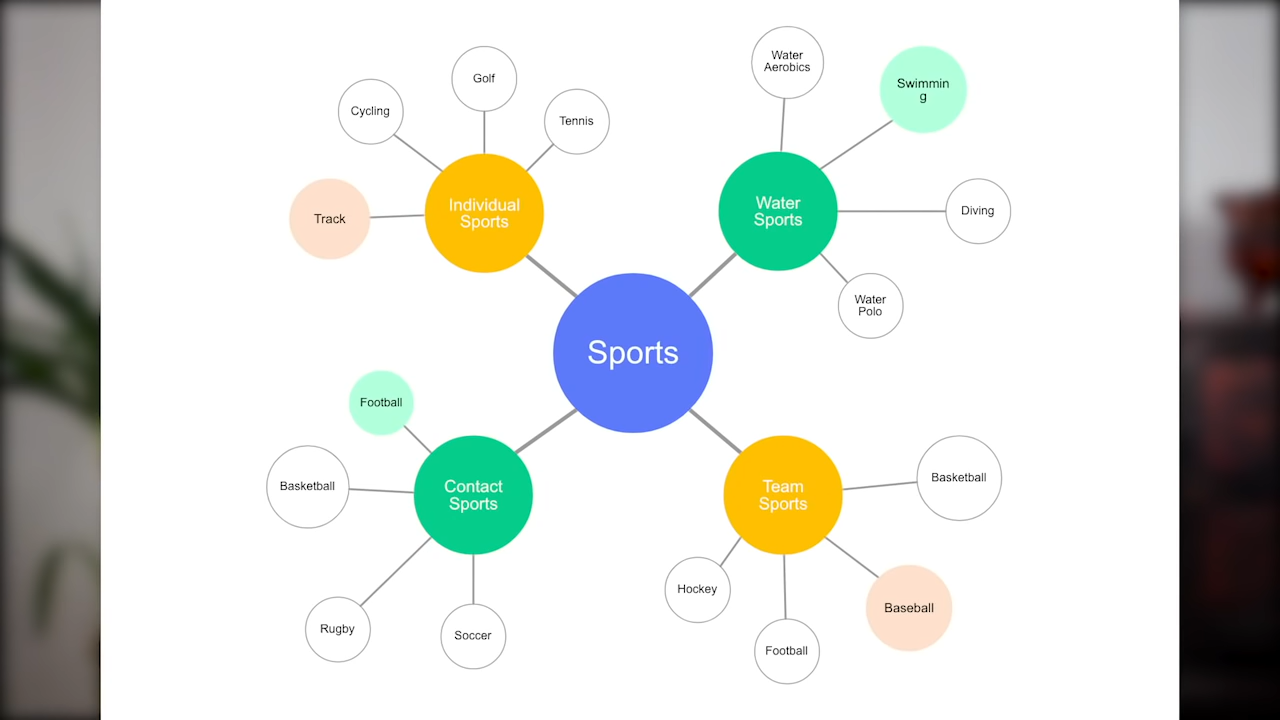 Golf
Cycling
Tennis
Individual
Sports
Track
Water
Aerobics
Swimmin
g
Water
Sports
Diving
Water
Polo
Sports
Football
Basketball
Contact
Sports
Rugby
Soccer
Team
Sports
Basketball
Hockey
Baseball
Football